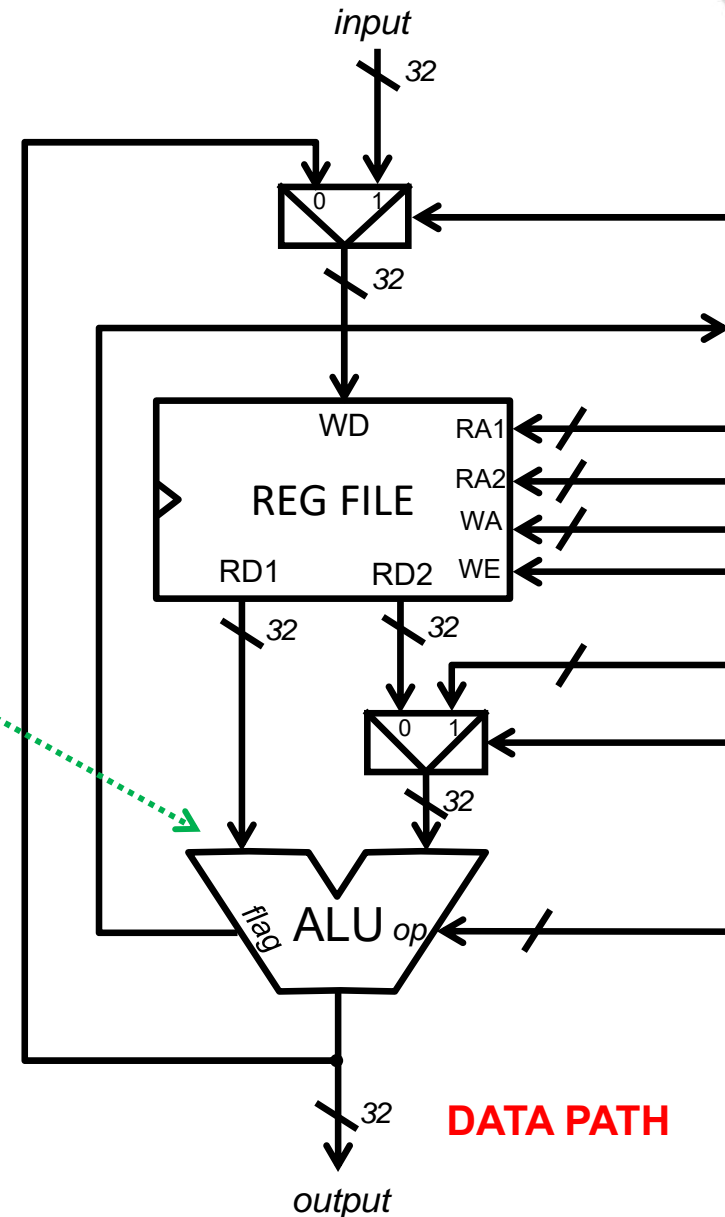 input
32
0 1
32
WD
RA1
RA2
REG FILE
WA
WE
RD1 RD2
32 32
0 1
32
flag ALU op
32
DATA PATH
output